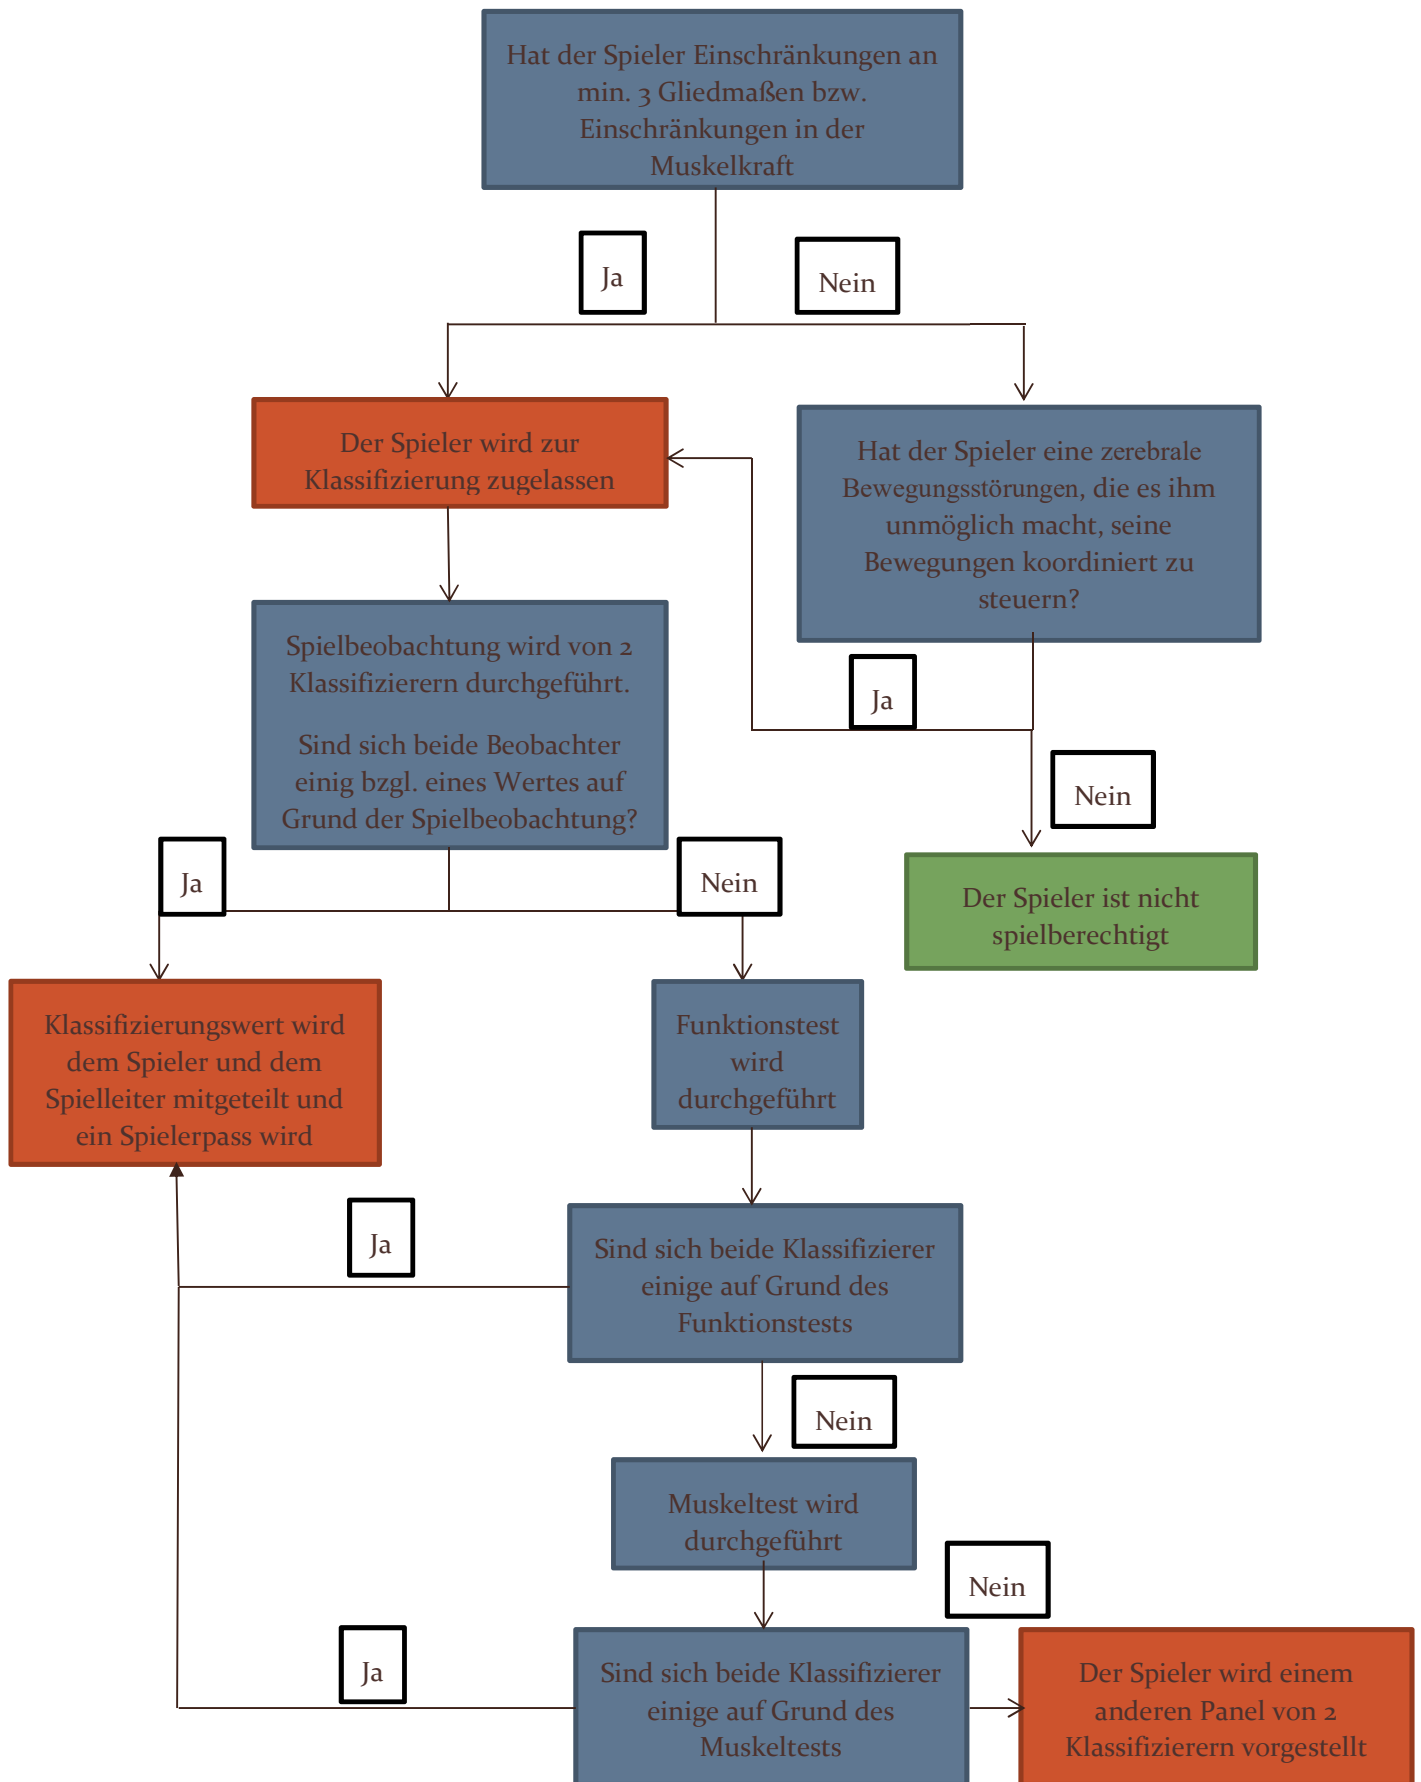 Hat der Spieler Einschränkungen an
min. 3 Gliedmaßen bzw.
Einschränkungen in der
Muskelkraft
Ja
Nein
Der Spieler wird zur
Klassifizierung zugelassen
Hat der Spieler eine zerebrale
Bewegungsstörungen, die es ihm
unmöglich macht, seine
Bewegungen koordiniert zu
steuern?
Spielbeobachtung wird von 2
Klassifizierern durchgeführt.
Sind sich beide Beobachter
einig bzgl. eines Wertes auf
Grund der Spielbeobachtung?
Ja
Nein
Ja
Nein
Der Spieler ist nicht
spielberechtigt
Klassifizierungswert wird
dem Spieler und dem
Spielleiter mitgeteilt und
ein Spielerpass wird
Funktionstest
wird
durchgeführt
Ja
Sind sich beide Klassifizierer
einige auf Grund des
Funktionstests
Nein
Muskeltest wird
durchgeführt
Nein
Ja
Sind sich beide Klassifizierer
einige auf Grund des
Muskeltests
Der Spieler wird einem
anderen Panel von 2
Klassifizierern vorgestellt